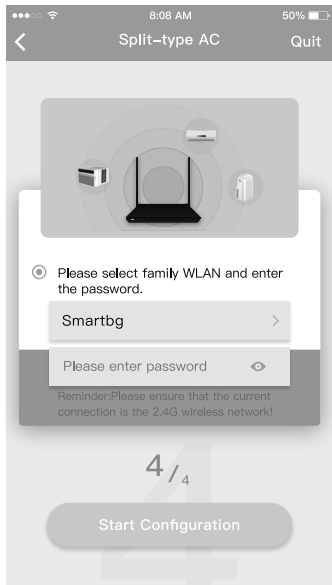 8:08 AM
50%
Split-type AC
Quit
Please select family WLAN and enter
the password.
Smartbg
Please enter password
Reminder:Please ensure that the current
connection is the 2.4G wireless network!
4/4
4
Start Configuration